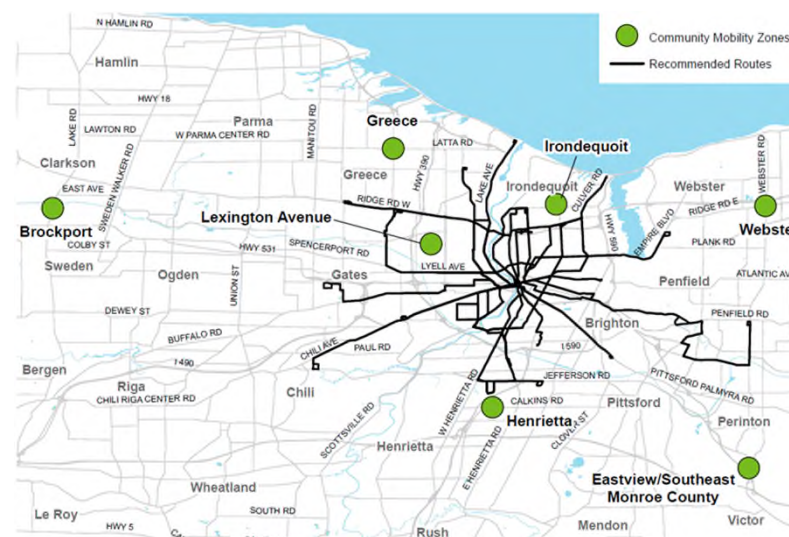 N HAMLIN RD
Community Mobility Zones
Recommended Routes
Hamlin
HWY 18
LAKE RD
LAWTON RD
Parma
W PARMA CENTER RD
MANITOU RD
Greece
LATTA RD
Irondequoit
Clarkson
SWEDEN WALKER RD
Greece
HWY 390
LAKE AVE
Irondequoit
CULVER RD
Webster
WEBSTER RD
EAST AVE
RIDGE RD W
RIDGE RD E
Brockport
Lexington Avenue
HWY 590
EMPIRE BLVD
Webste
COLBY ST
HWY 531
SPENCERPORT RD
PLANK RD
Sweden
Ogden
UNION ST
Gates
LYELL AVE
Penfield
ATLANTIC AV
DEWEY ST
PENFIELD RD
BUFFALO RD
Brighton
Bergen
I 490
CHILI AVE
PAUL RD
I 590
Riga
Chili
JEFFERSON RD
PITTSFORD PALMYRA RD
CHILI RIGA CENTER RD
CALKINS RD
Pittsford
W HENRIETTA RD
Henrietta
Perinton
SCOTTSVILLE RD
Henrietta
E HENRIETTA RD
CLOVER ST
Eastview/Southeast
Monroe County
Wheatland
Le Roy
SOUTH RD
HWY 5
Rush
Mendon
Victor